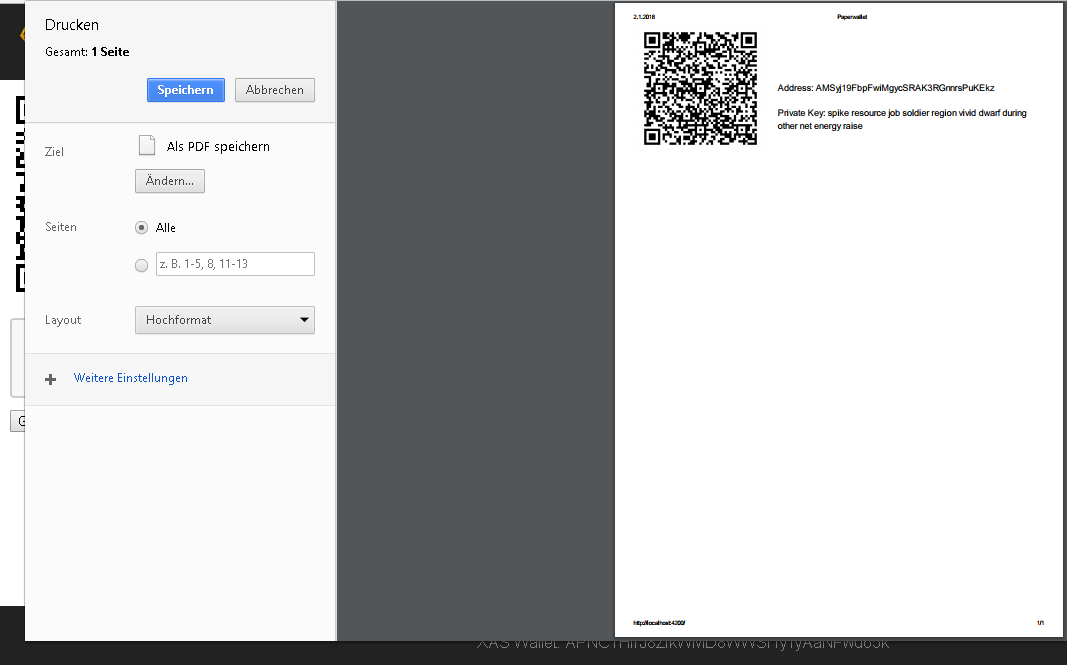 Drucken
Gesamt: 1 Seite
Speichern
Abbrechen
Ziel
Als PDF speichern
Ändern...
Seiten
Alle
z. B. 1-5, 8, 11-13
Layout
Hochformat
Weitere Einstellungen
2.1.2018
Paperwallet
Address: AMSyj19FbpFwiMgycSRAK3RGnnrsPuKEkz
Private Key: spike resource job soldier region vivid dwarf during
other net energy raise
http://localhost:4200/
1/1
XAS Wallet: